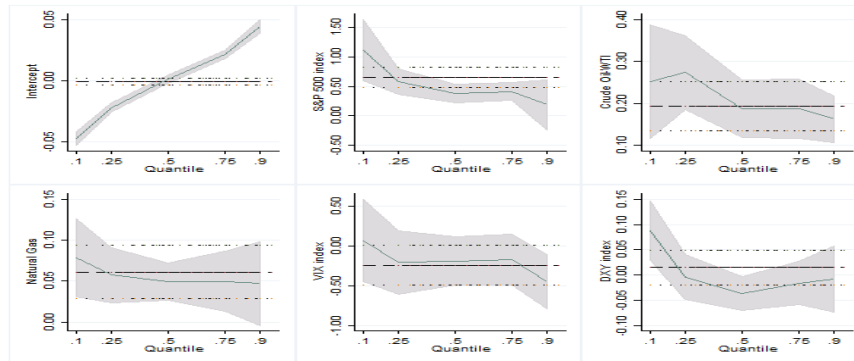 Intercept
0.05
0.00
-0.05
.1 .25 .5 .75 .9
Quantile
S&P 500 index
1.50
1.00
0.50
0.00
-0.50
.1 .25 .5 .75 .9
Quantile
Crude Oil-WTI
0.40
0.30
0.20
0.10
.1 .25 .5 .75 .9
Quantile
Natural Gas
0.15
0.10
0.05
0.00
.1 .25 .5 .75 .9
Quantile
VIX index
0.50
0.00
-0.50
-1.00
.1 .25 .5 .75 .9
Quantile
DXY index
0.15
0.10
0.05
0.00
-0.05
-0.10
.1 .25 .5 .75 .9
Quantile